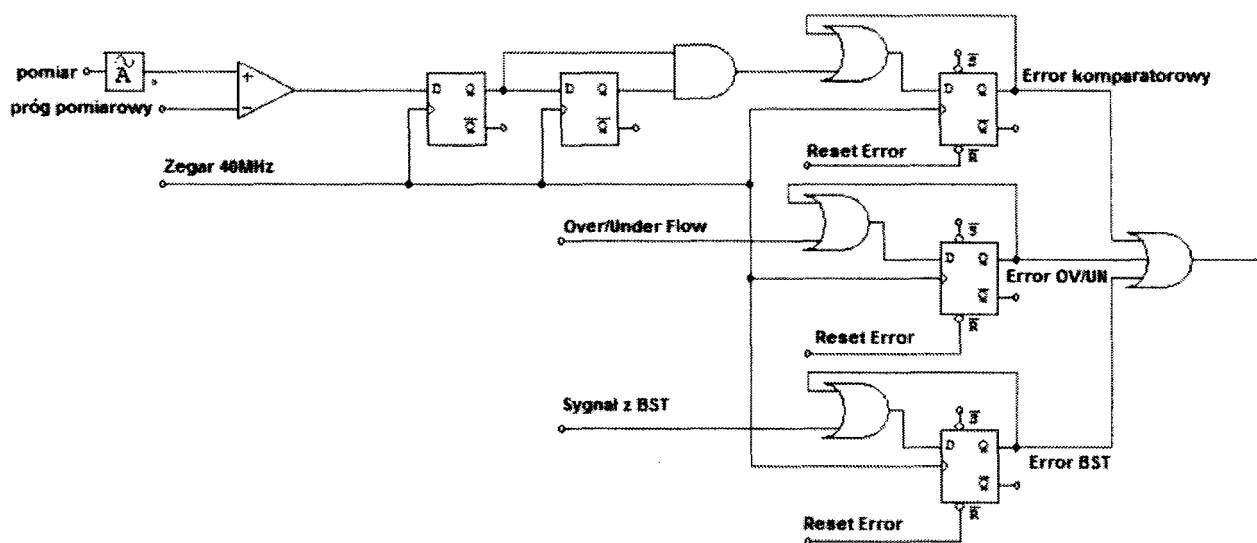 pomiar
A
próg pomiarowy
+
−
D Q
Q̅
D Q
Q̅
Zegar 40MHz
S̅
D Q
Q̅
R̅
Error komparatorowy
Reset Error
Over/Under Flow
S̅
D Q
Q̅
R̅
Error OV/UN
Reset Error
Sygnał z BST
S̅
D Q
Q̅
R̅
Error BST
Reset Error